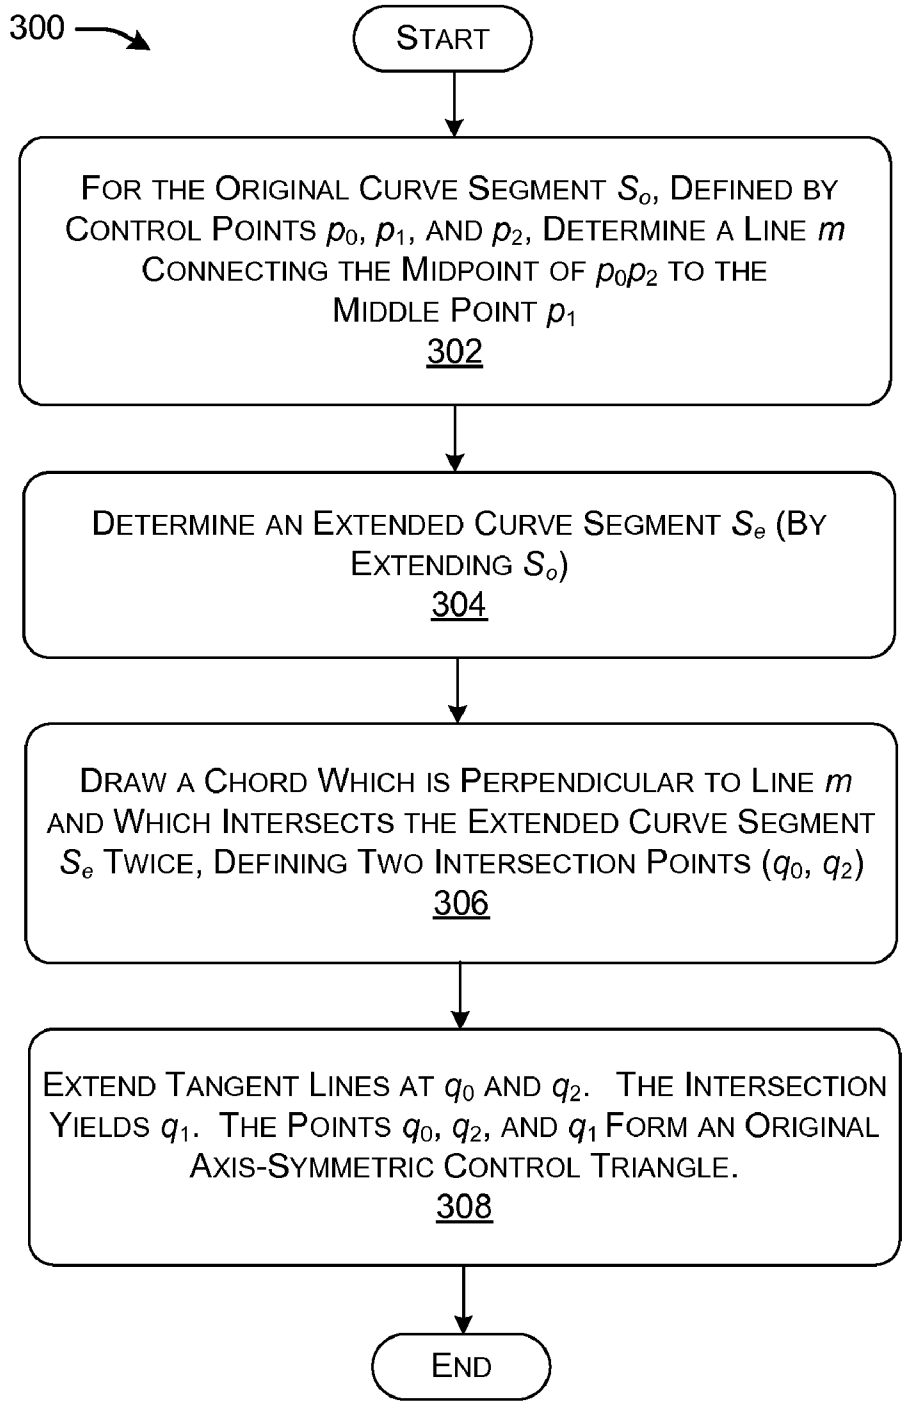 300
START
FOR THE ORIGINAL CURVE SEGMENT Sₒ, DEFINED BY
CONTROL POINTS p₀, p₁, AND p₂, DETERMINE A LINE m
CONNECTING THE MIDPOINT OF p₀p₂ TO THE
MIDDLE POINT p₁
302
DETERMINE AN EXTENDED CURVE SEGMENT Sₑ (BY
EXTENDING Sₒ)
304
DRAW A CHORD WHICH IS PERPENDICULAR TO LINE m
AND WHICH INTERSECTS THE EXTENDED CURVE SEGMENT
Sₑ TWICE, DEFINING TWO INTERSECTION POINTS (q₀, q₂)
306
EXTEND TANGENT LINES AT q₀ AND q₂. THE INTERSECTION
YIELDS q₁. THE POINTS q₀, q₂, AND q₁ FORM AN ORIGINAL
AXIS-SYMMETRIC CONTROL TRIANGLE.
308
END